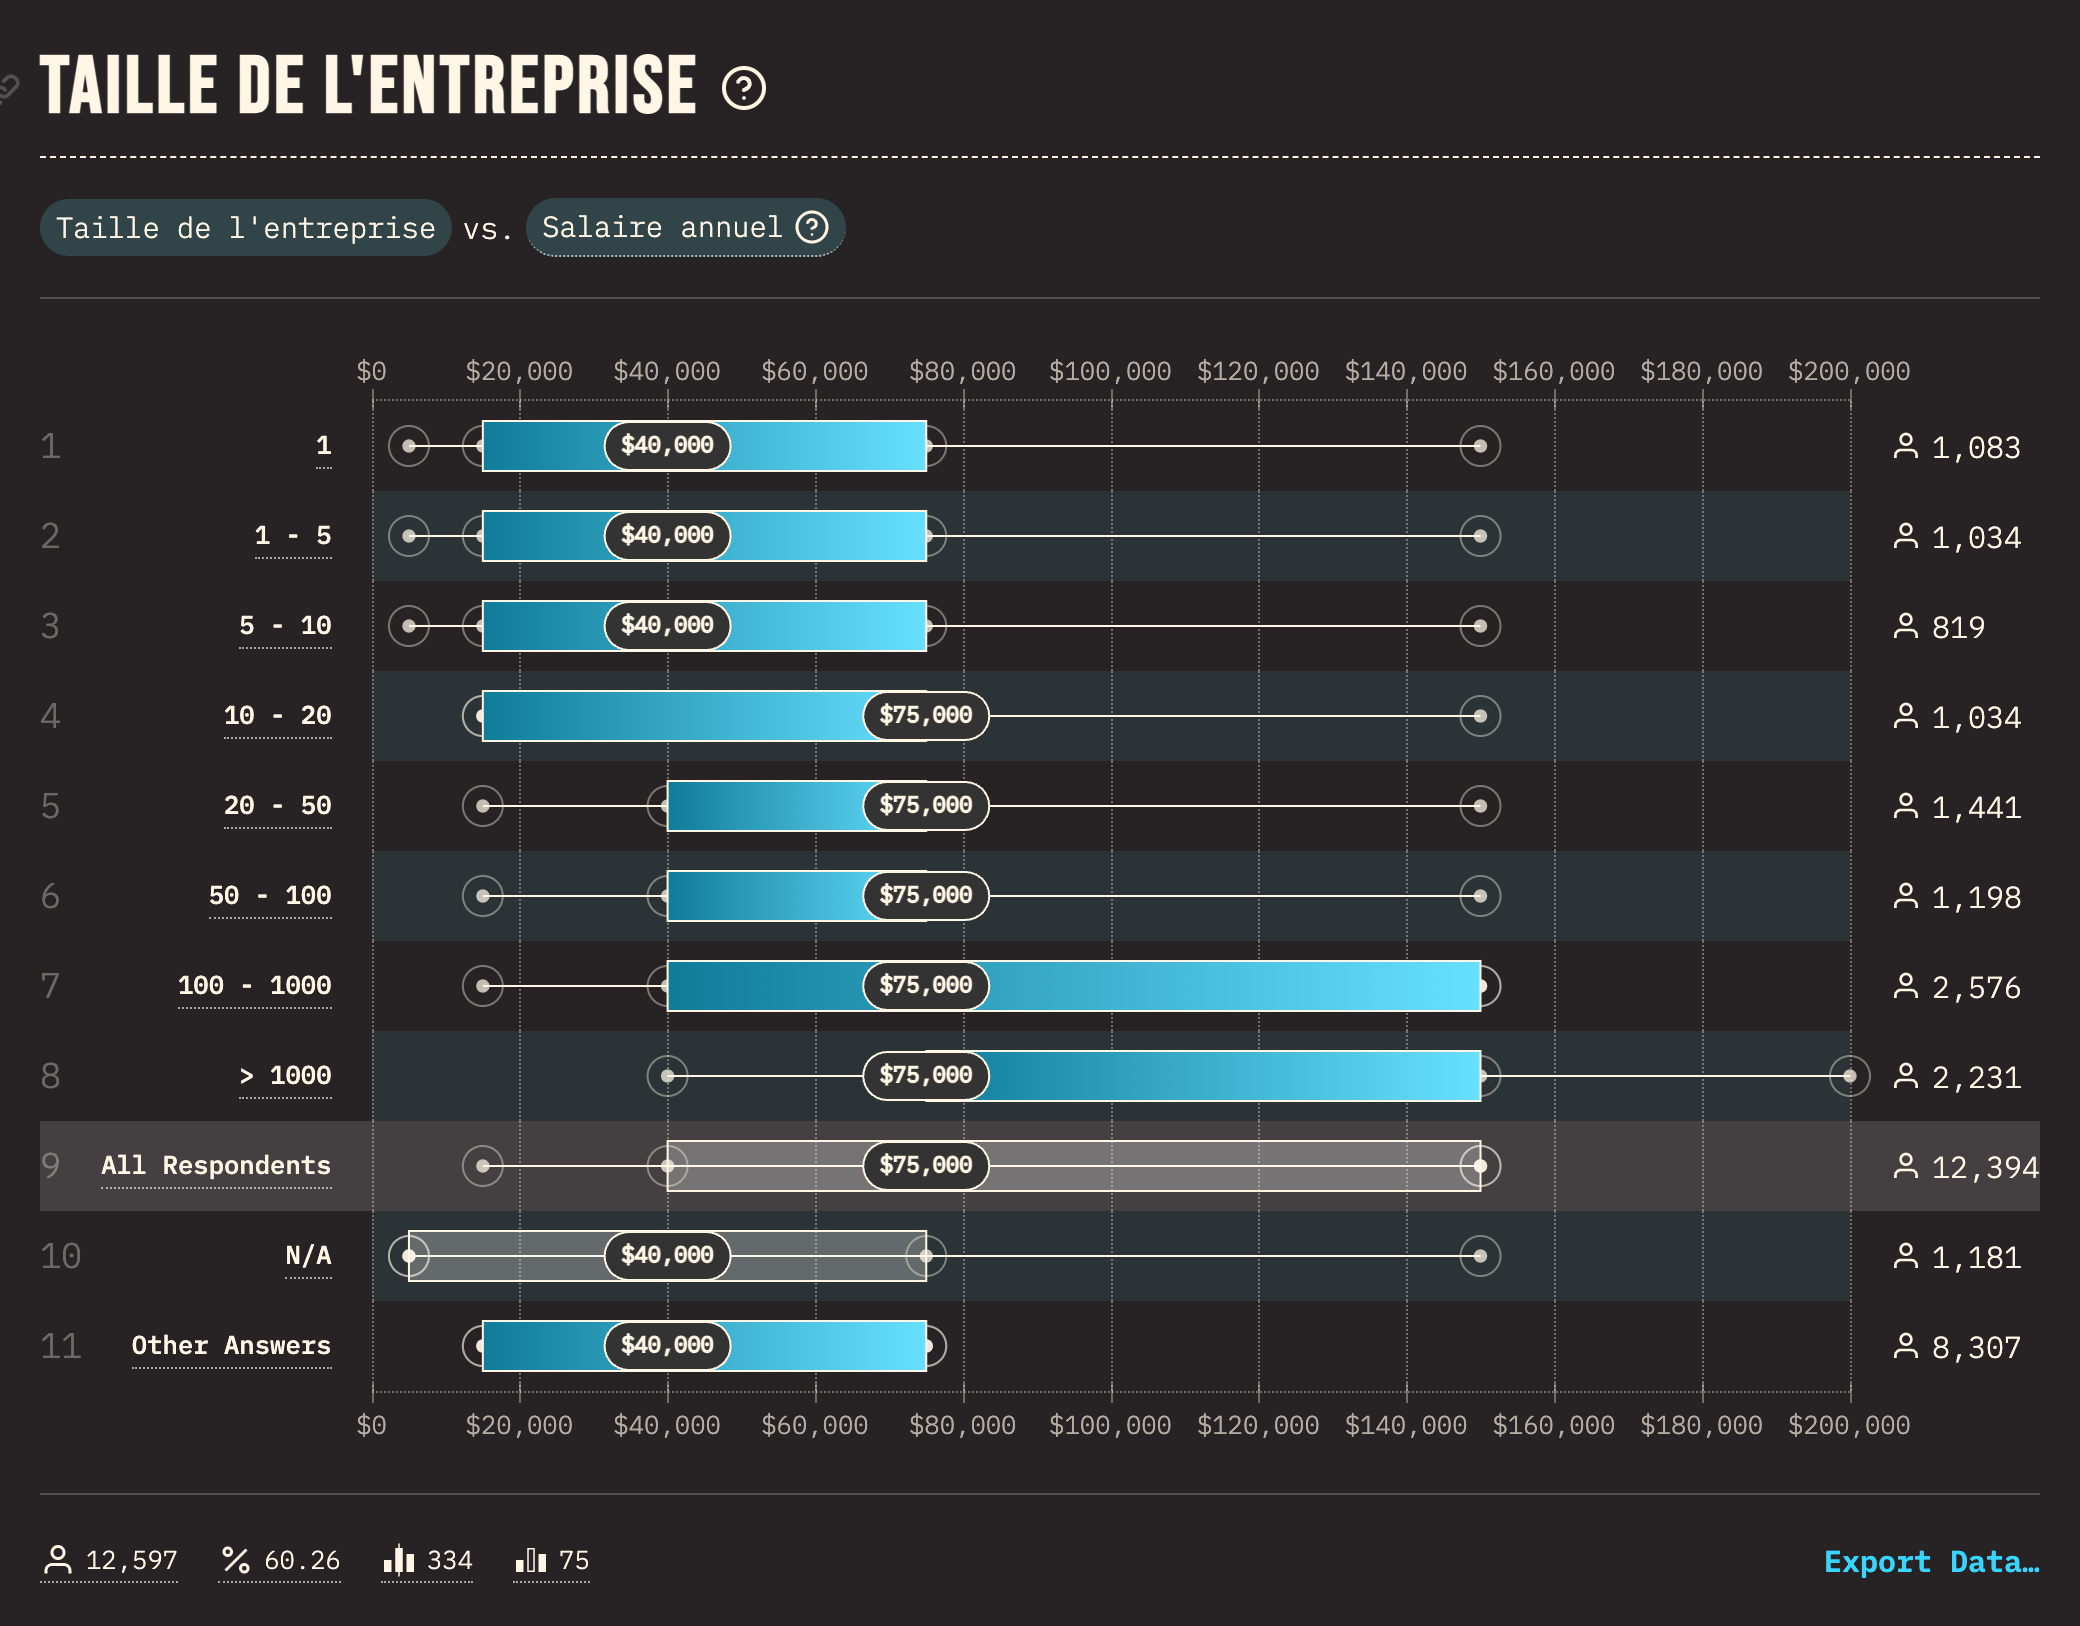 TAILLE DE L'ENTREPRISE
Taille de l'entreprise vs. Salaire annuel
$0 $20,000 $40,000 $60,000 $80,000 $100,000 $120,000 $140,000 $160,000 $180,000 $200,000
1 1 $40,000 1,083
2 1 - 5 $40,000 1,034
3 5 - 10 $40,000 819
4 10 - 20 $75,000 1,034
5 20 - 50 $75,000 1,441
6 50 - 100 $75,000 1,198
7 100 - 1000 $75,000 2,576
8 > 1000 $75,000 2,231
9 All Respondents $75,000 12,394
10 N/A $40,000 1,181
11 Other Answers $40,000 8,307
$0 $20,000 $40,000 $60,000 $80,000 $100,000 $120,000 $140,000 $160,000 $180,000 $200,000
12,597 % 60.26 334 75 Export Data…